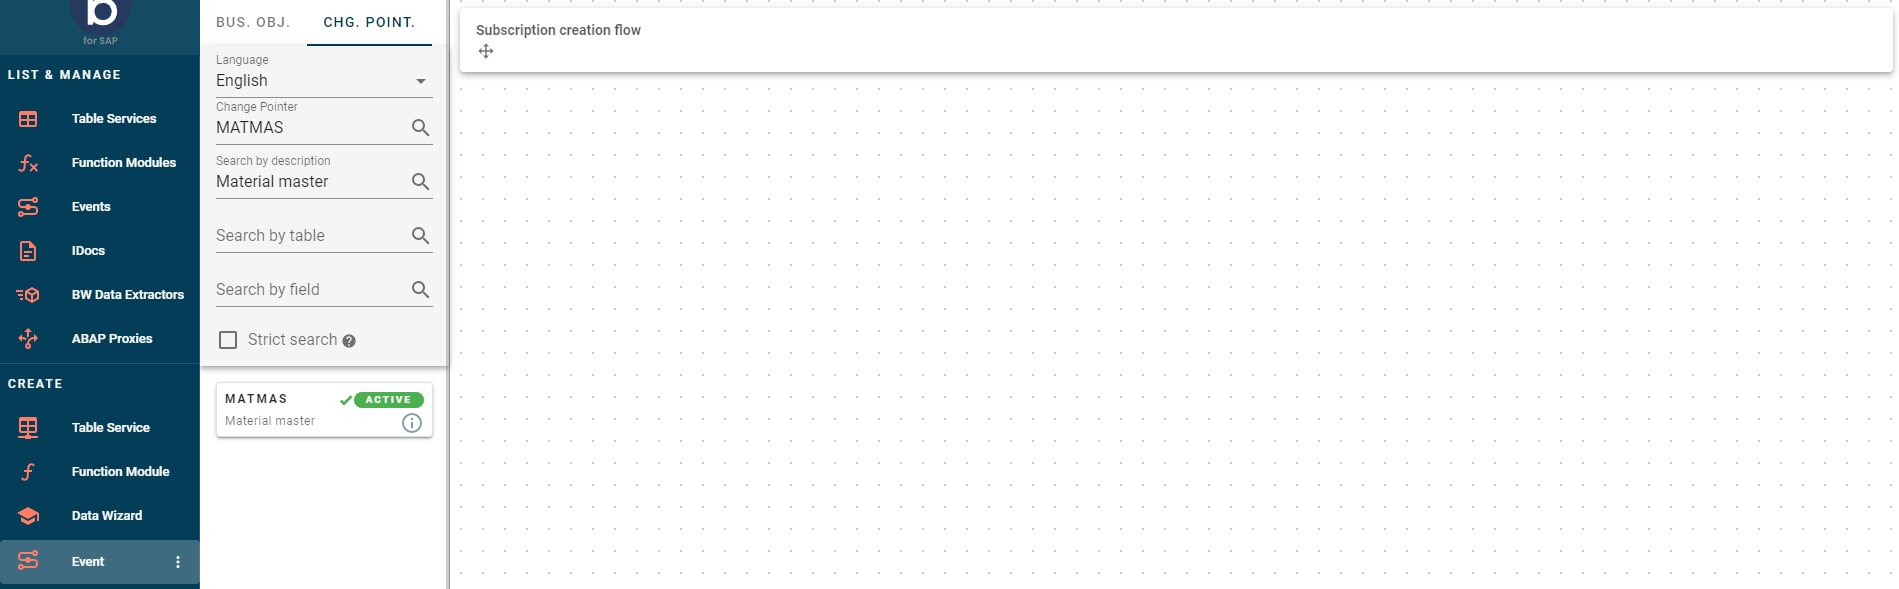 b
for SAP
LIST & MANAGE
Table Services
Function Modules
Events
IDocs
BW Data Extractors
ABAP Proxies
CREATE
Table Service
Function Module
Data Wizard
Event
BUS. OBJ.
CHG. POINT.
Language
English
Change Pointer
MATMAS
Search by description
Material master
Search by table
Search by field
Strict search ?
MATMAS
ACTIVE
Material master
Subscription creation flow